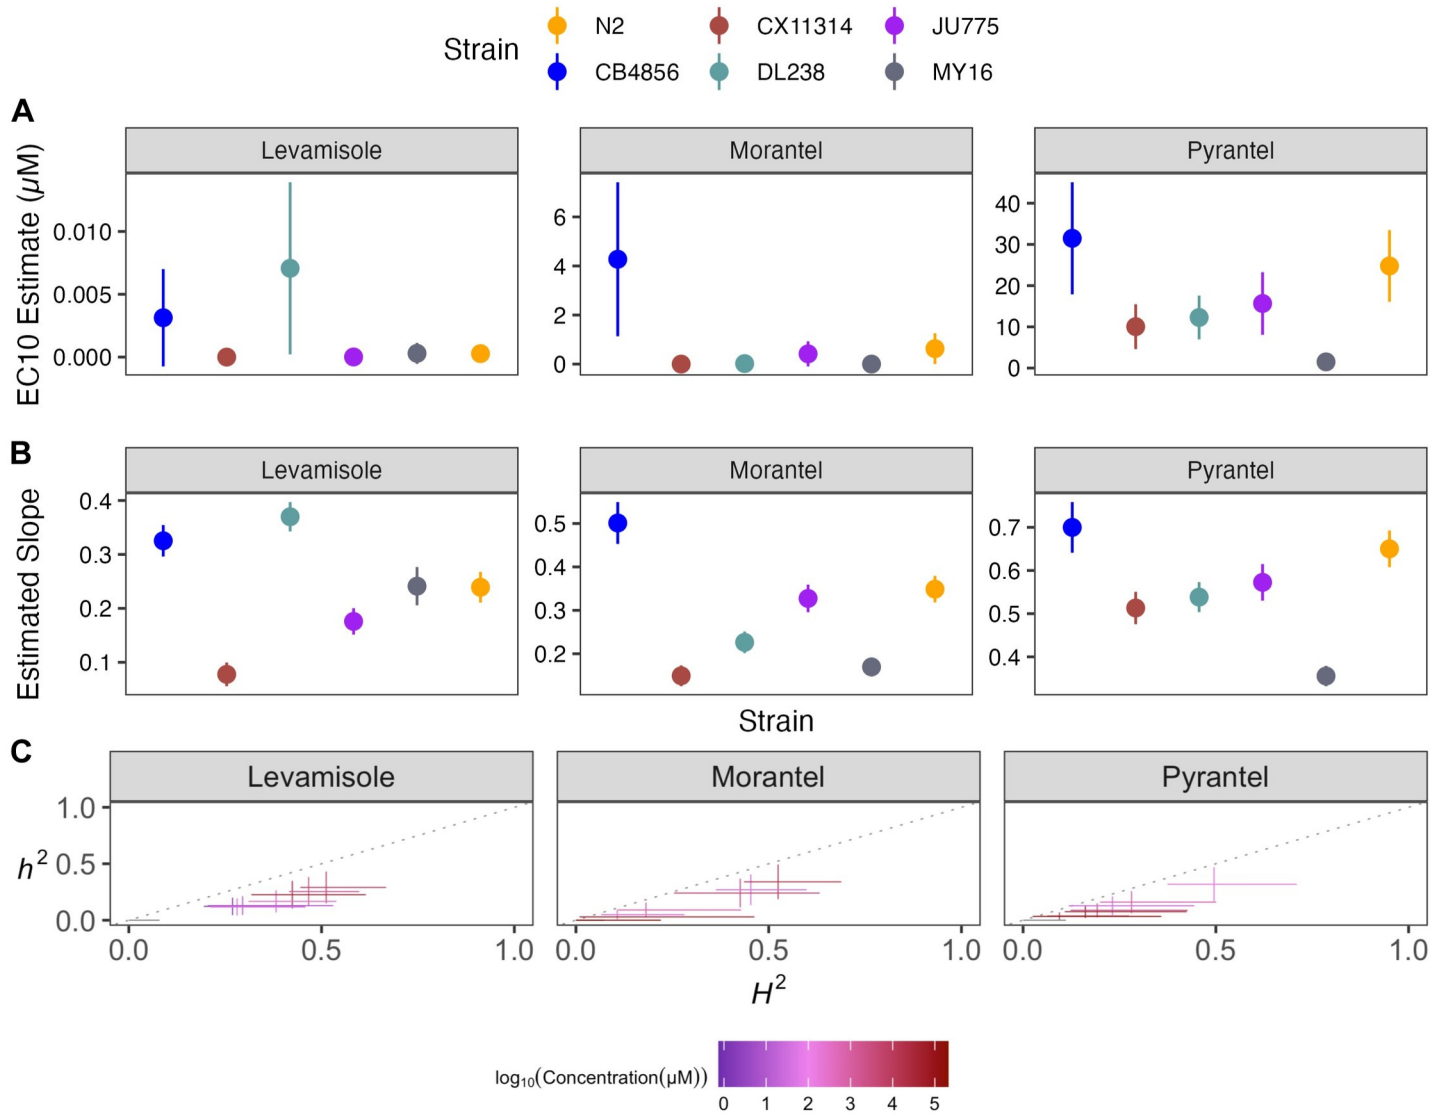 Strain
N2 CX11314 JU775
CB4856 DL238 MY16
A
Levamisole Morantel Pyrantel
EC10 Estimate (µM)
0.010
0.005
0.000
6
4
2
0
40
30
20
10
0
B
Levamisole Morantel Pyrantel
Estimated Slope
0.4
0.3
0.2
0.1
0.5
0.4
0.3
0.2
0.7
0.6
0.5
0.4
Strain
C
Levamisole Morantel Pyrantel
h²
1.0
0.5
0.0
0.0 0.5 1.0 0.0 0.5 1.0 0.0 0.5 1.0
H²
log₁₀(Concentration(µM))
0 1 2 3 4 5